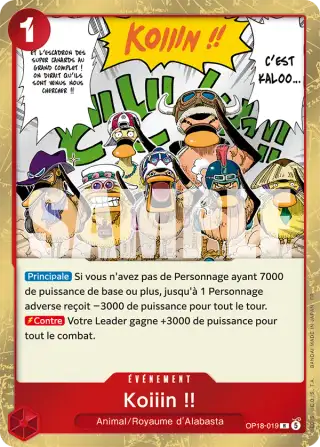 1
KOIIIN !!
ET L'ESCADRON DES
SUPER CANARDS AU
GRAND COMPLET !
ON DIRAIT QU'ILS
SONT VENUS NOUS
CHERCHER !!
C'EST
KALOO...
Principale Si vous n'avez pas de Personnage ayant 7000
de puissance de base ou plus, jusqu'à 1 Personnage
adverse reçoit −3000 de puissance pour tout le tour.
Contre Votre Leader gagne +3000 de puissance pour
tout le combat.
ÉVÉNEMENT
Koiiin !!
Animal/Royaume d'Alabasta
OP18-019 R